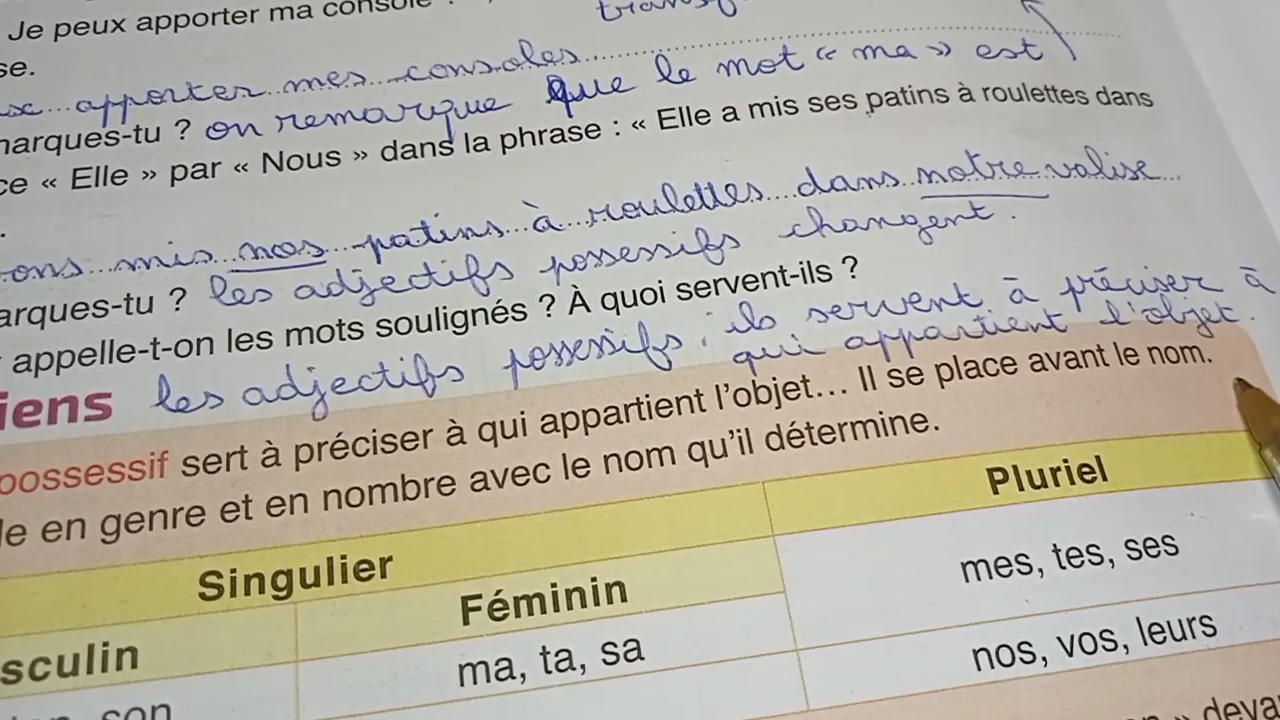 Je peux apporter ma console
se.
apporter mes consoles
marques-tu ? on remarque que le mot « ma » est
ce « Elle » par « Nous » dans la phrase : « Elle a mis ses patins à roulettes dans
.
ons mis nos patins à roulettes dans notre valise
arques-tu ? les adjectifs possessifs changent.
appelle-t-on les mots soulignés ? À quoi servent-ils ?
iens les adjectifs possessifs. ils servent à préciser à
qui appartient l'objet.
possessif sert à préciser à qui appartient l'objet... Il se place avant le nom.
de en genre et en nombre avec le nom qu'il détermine.
Singulier Pluriel
sculin Féminin mes, tes, ses
son ma, ta, sa nos, vos, leurs